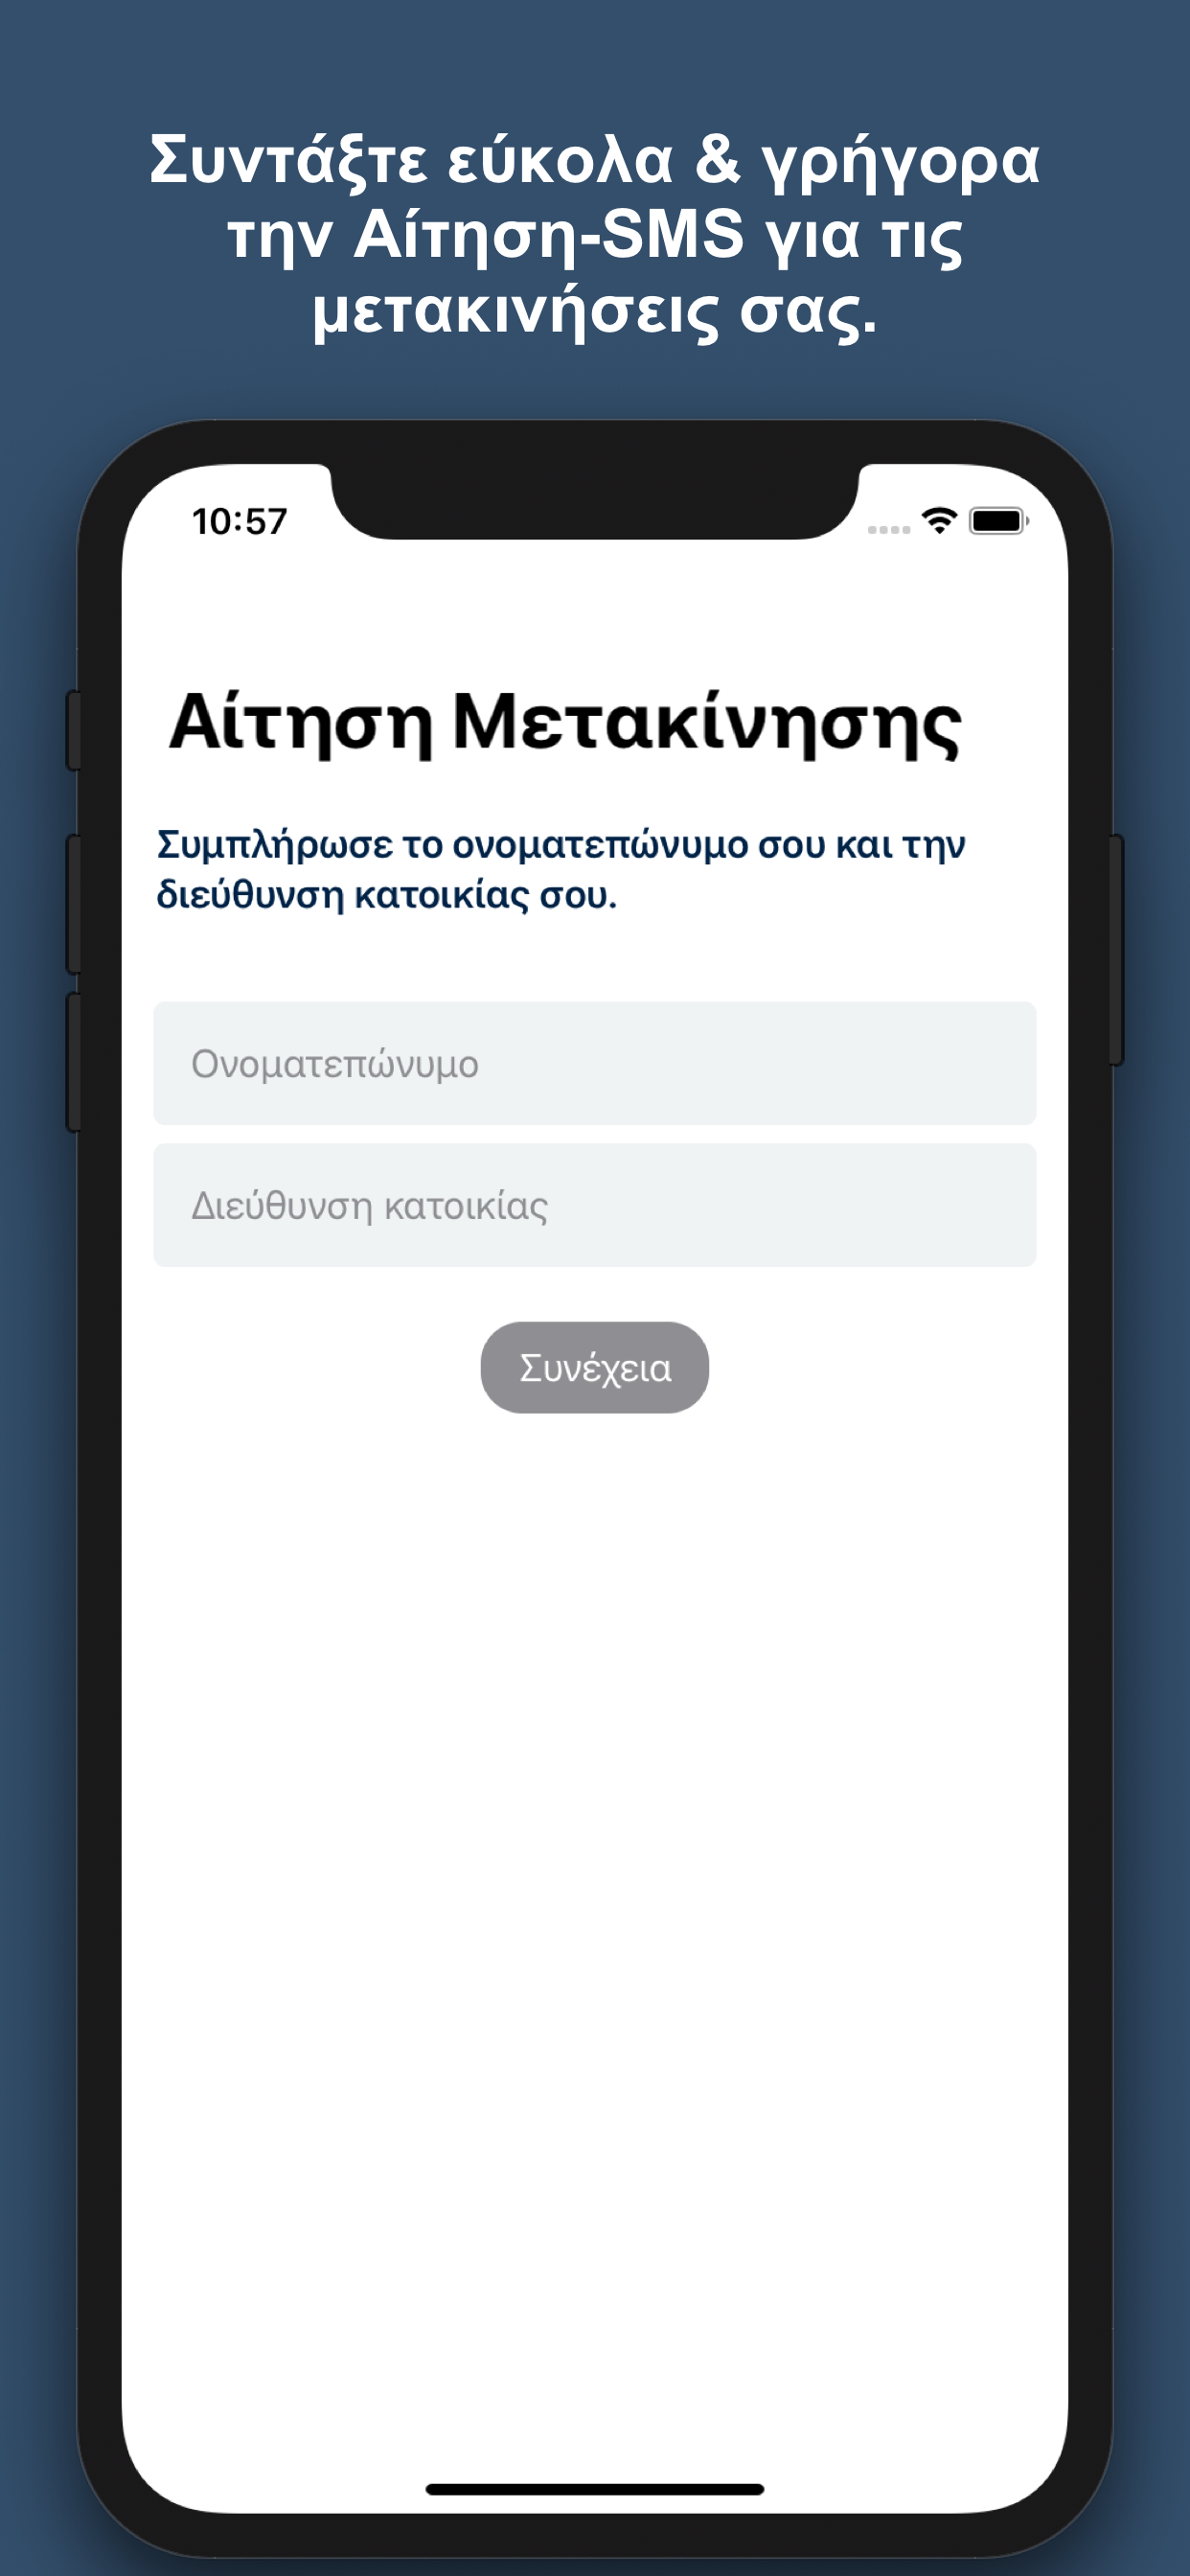 Συντάξτε εύκολα & γρήγορα
την Αίτηση-SMS για τις
μετακινήσεις σας.
10:57
Αίτηση Μετακίνησης
Συμπλήρωσε το ονοματεπώνυμο σου και την
διεύθυνση κατοικίας σου.
Ονοματεπώνυμο
Διεύθυνση κατοικίας
Συνέχεια